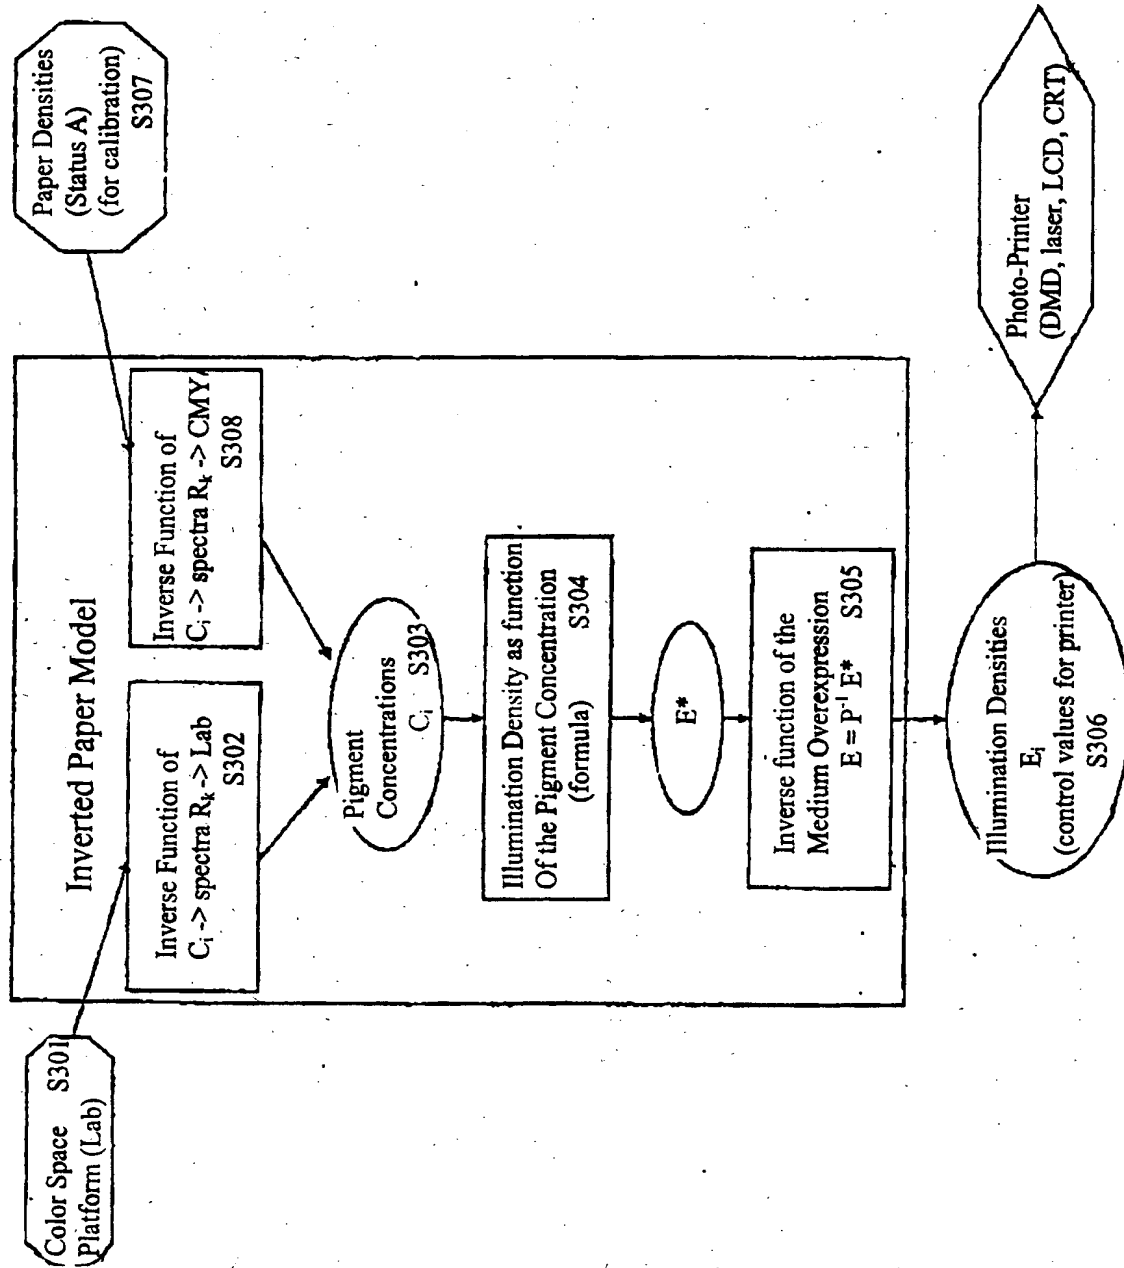 Inverted Paper Model
Color Space S301
Platform (Lab)
Paper Densities
(Status A)
(for calibration)
S307
Inverse Function of
Cᵢ -> spectra Rₖ -> Lab
S302
Inverse Function of
Cᵢ -> spectra Rₖ -> CMY
S308
Pigment
Concentrations
Cᵢ S303
Illumination Density as function
Of the Pigment Concentration
(formula) S304
E*
Inverse function of the
Medium Overexpression
E = P⁻¹ E* S305
Illumination Densities
Eᵢ
(control values for printer)
S306
Photo-Printer
(DMD, laser, LCD, CRT)